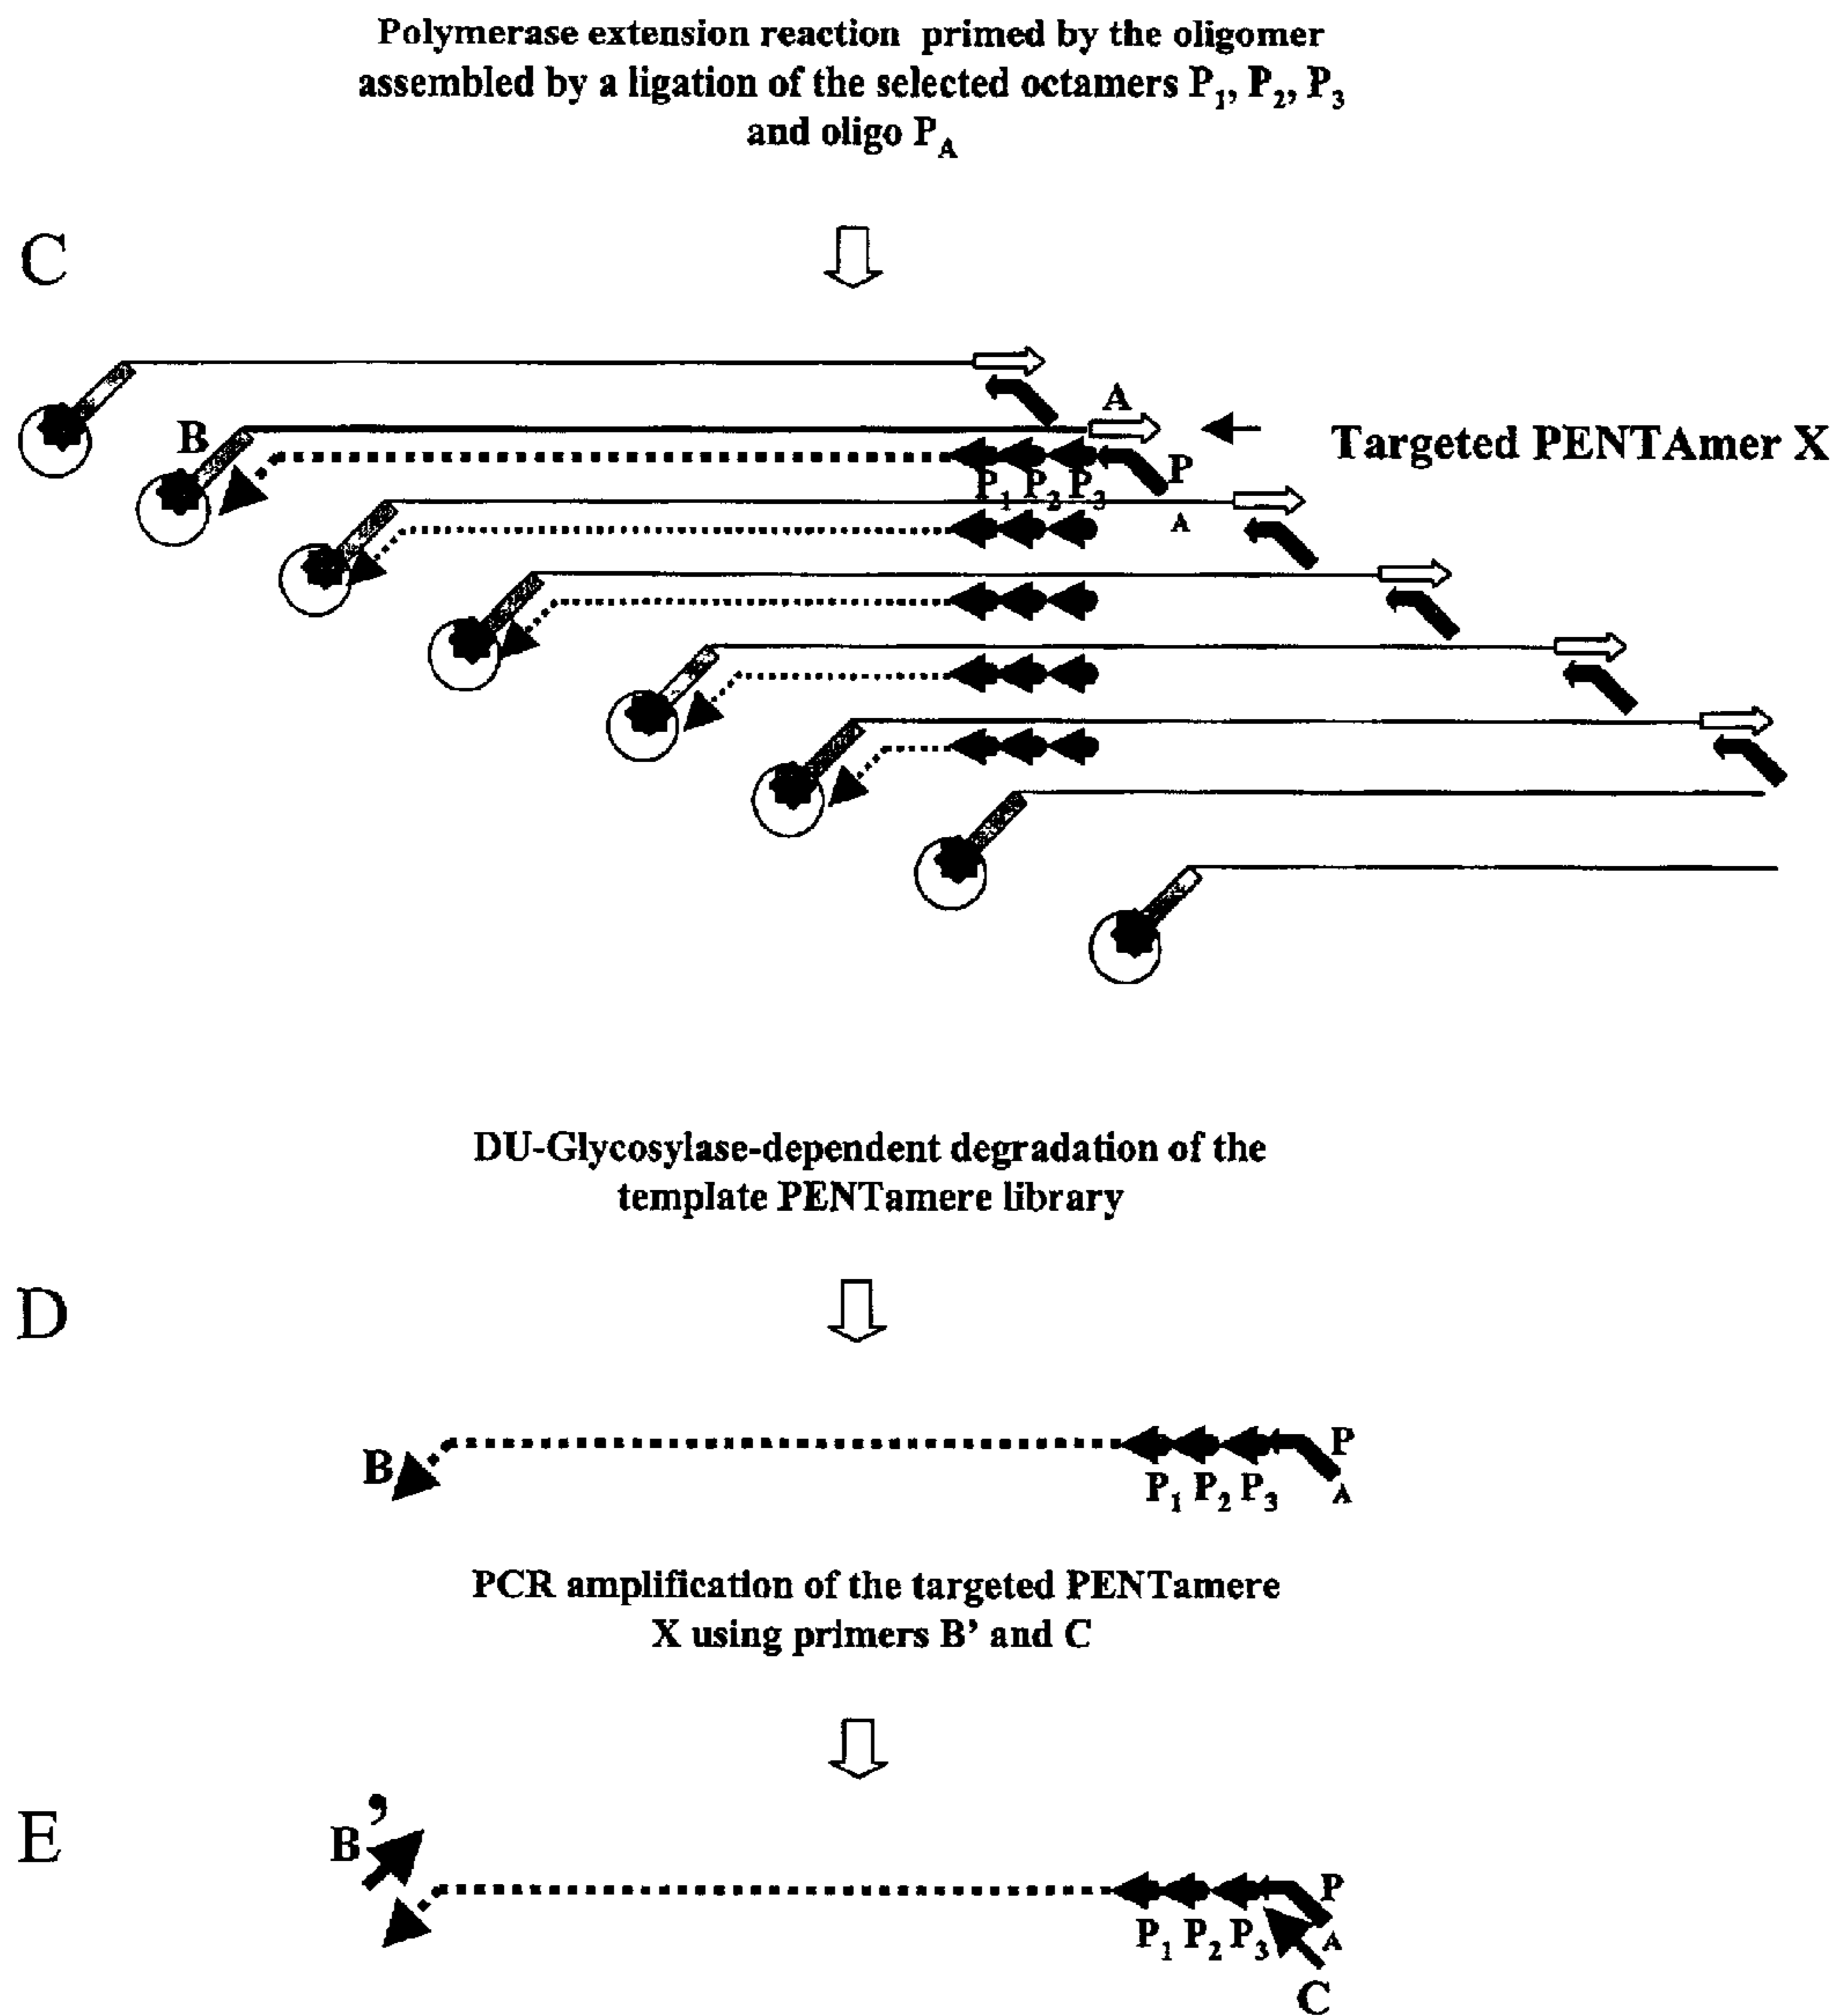 Polymerase extension reaction primed by the oligomer
assembled by a ligation of the selected octamers P1, P2, P3
and oligo PA
C
A
B
Targeted PENTAmer X
P
P1 P2 P3
A
DU-Glycosylase-dependent degradation of the
template PENTamere library
D
B
P
P1 P2 P3
A
PCR amplification of the targeted PENTamere
X using primers B’ and C
E
B’
P
P1 P2 P3
A
C